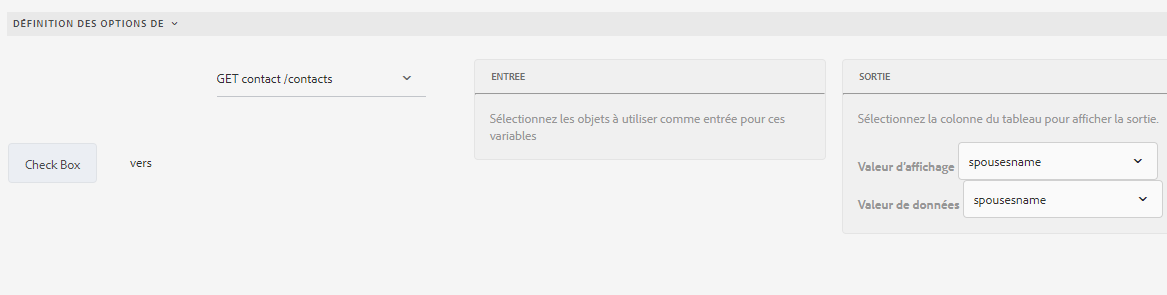 DÉFINITION DES OPTIONS DE
GET contact /contacts
Check Box
vers
ENTREE
Sélectionnez les objets à utiliser comme entrée pour ces
variables
SORTIE
Sélectionnez la colonne du tableau pour afficher la sortie.
Valeur d'affichage
spousesname
Valeur de données
spousesname